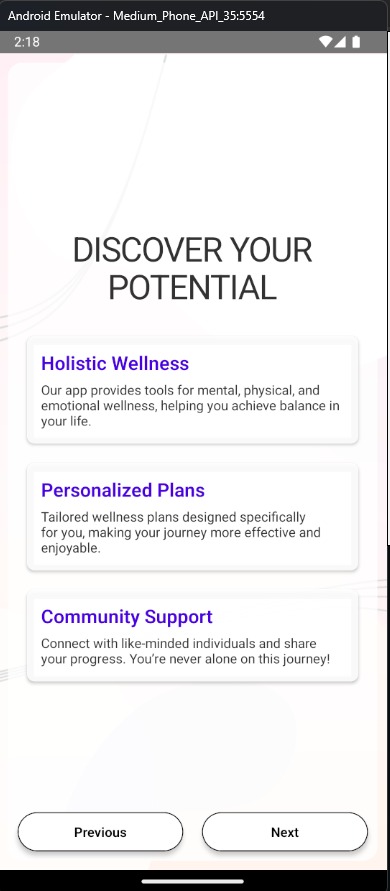 Android Emulator - Medium_Phone_API_35:5554
2:18
DISCOVER YOUR
POTENTIAL
Holistic Wellness
Our app provides tools for mental, physical, and
emotional wellness, helping you achieve balance in
your life.
Personalized Plans
Tailored wellness plans designed specifically
for you, making your journey more effective and
enjoyable.
Community Support
Connect with like-minded individuals and share
your progress. You're never alone on this journey!
Previous
Next